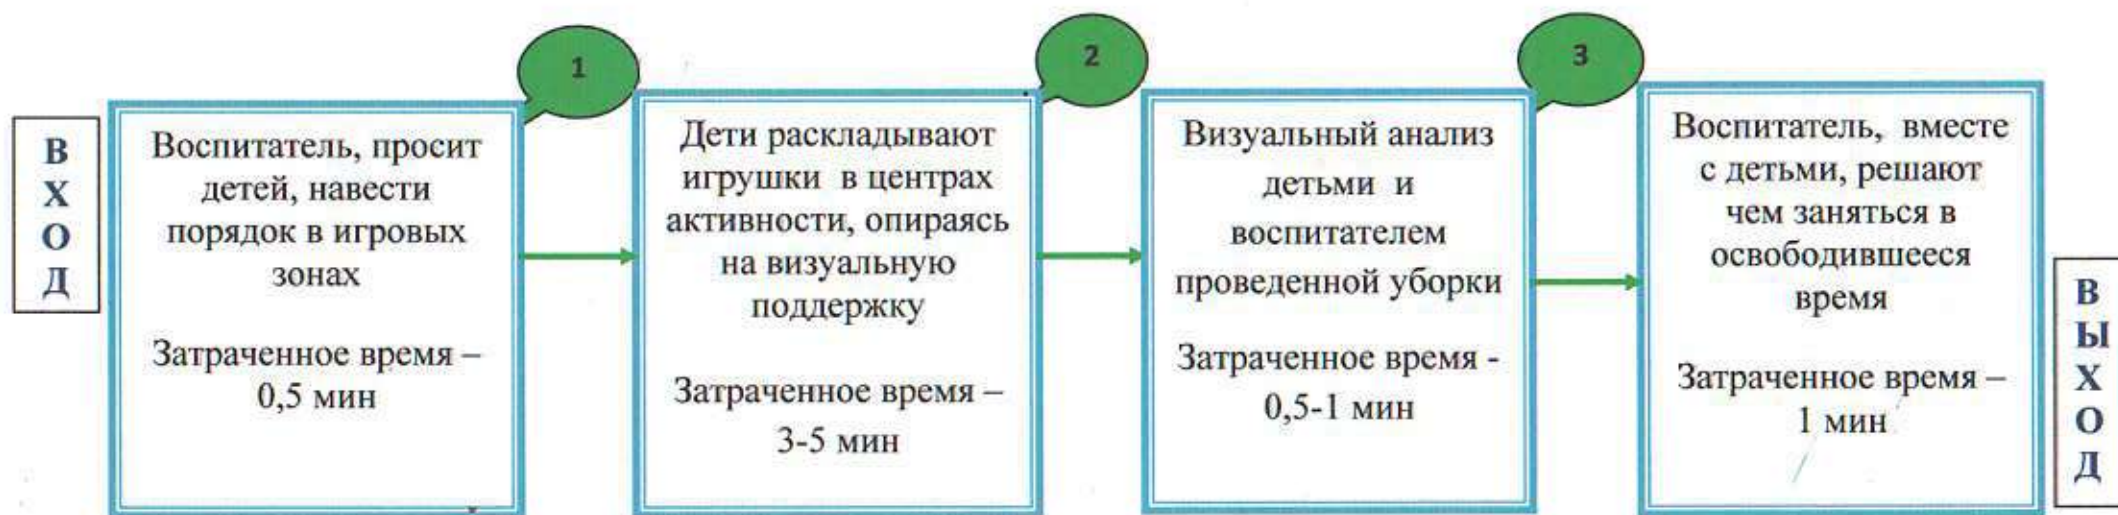 1
2
3
В
Х
О
Д
Воспитатель, просит
детей, навести
порядок в игровых
зонах
Затраченное время –
0,5 мин
Дети раскладывают
игрушки в центрах
активности, опираясь
на визуальную
поддержку
Затраченное время –
3-5 мин
Визуальный анализ
детьми и
воспитателем
проведенной уборки
Затраченное время -
0,5-1 мин
Воспитатель, вместе
с детьми, решают
чем заняться в
освободившееся
время
Затраченное время –
1 мин
В
Ы
Х
О
Д